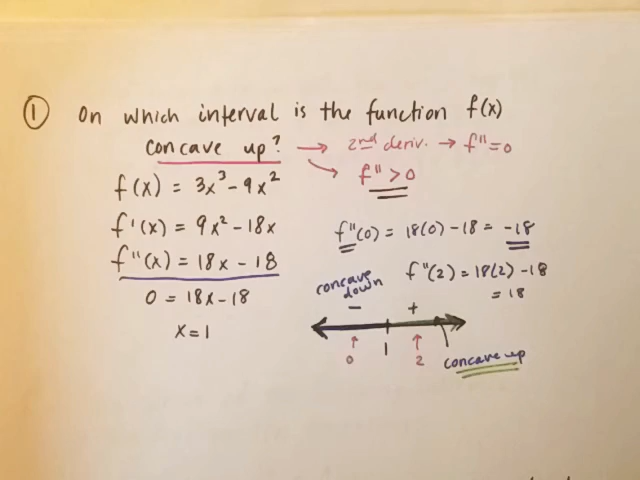 ① On which interval is the function f(x)
concave up? → 2nd deriv. → f''=0
→ f'' > 0
f(x) = 3x³ - 9x²
f'(x) = 9x² - 18x
f''(x) = 18x - 18
0 = 18x - 18
x = 1
f''(0) = 18(0) - 18 = -18
f''(2) = 18(2) - 18
= 18
concave
down
- +
0 1 2
concave up